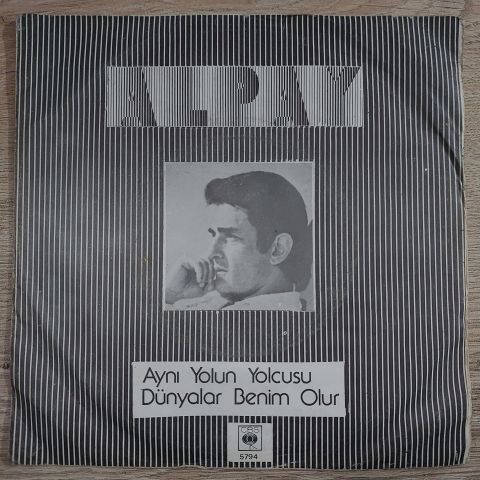 ALPAY
Aynı Yolun Yolcusu
Dünyalar Benim Olur
CBS
5794